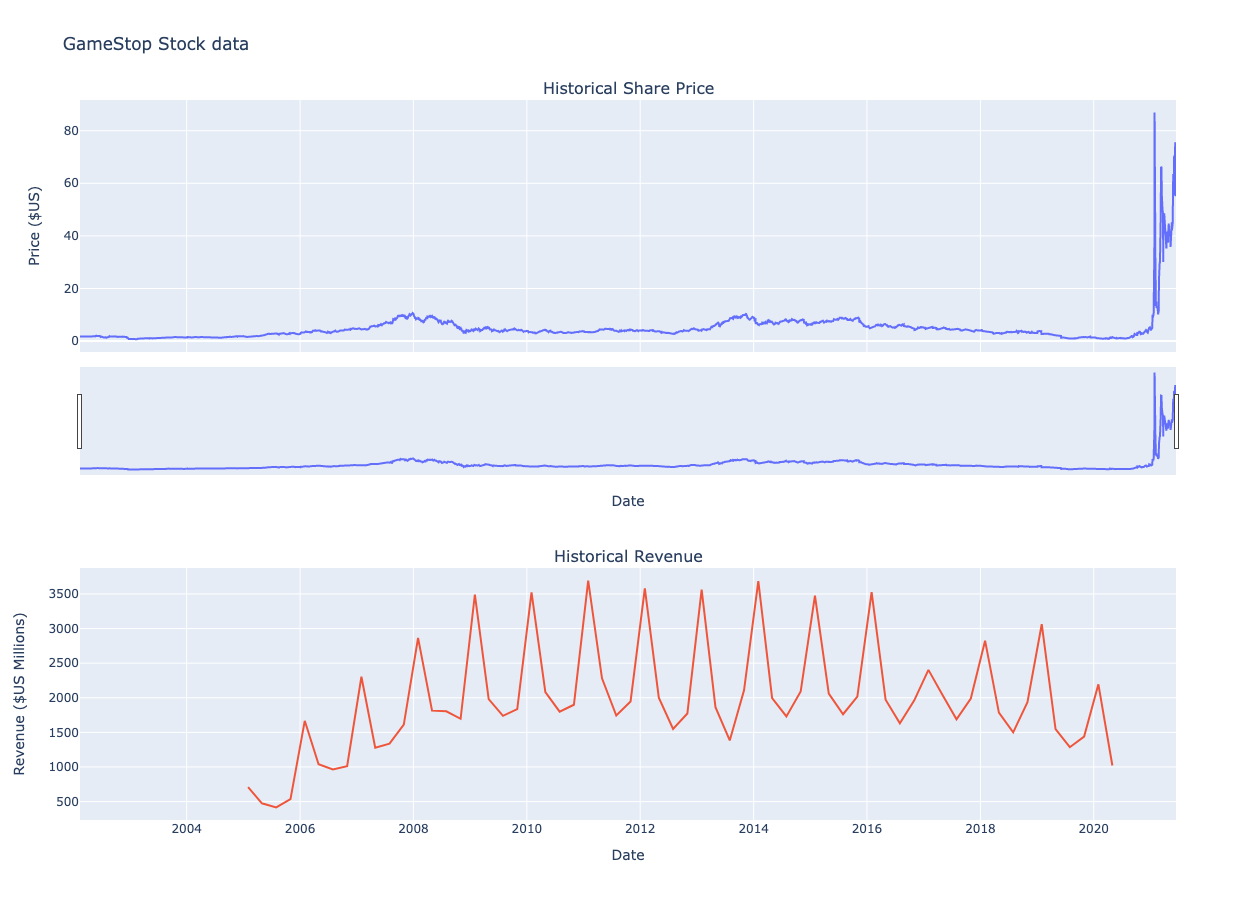 GameStop Stock data
Historical Share Price
80
60
40
20
0
Price ($US)
Date
Historical Revenue
3500
3000
2500
2000
1500
1000
500
Revenue ($US Millions)
2004 2006 2008 2010 2012 2014 2016 2018 2020
Date